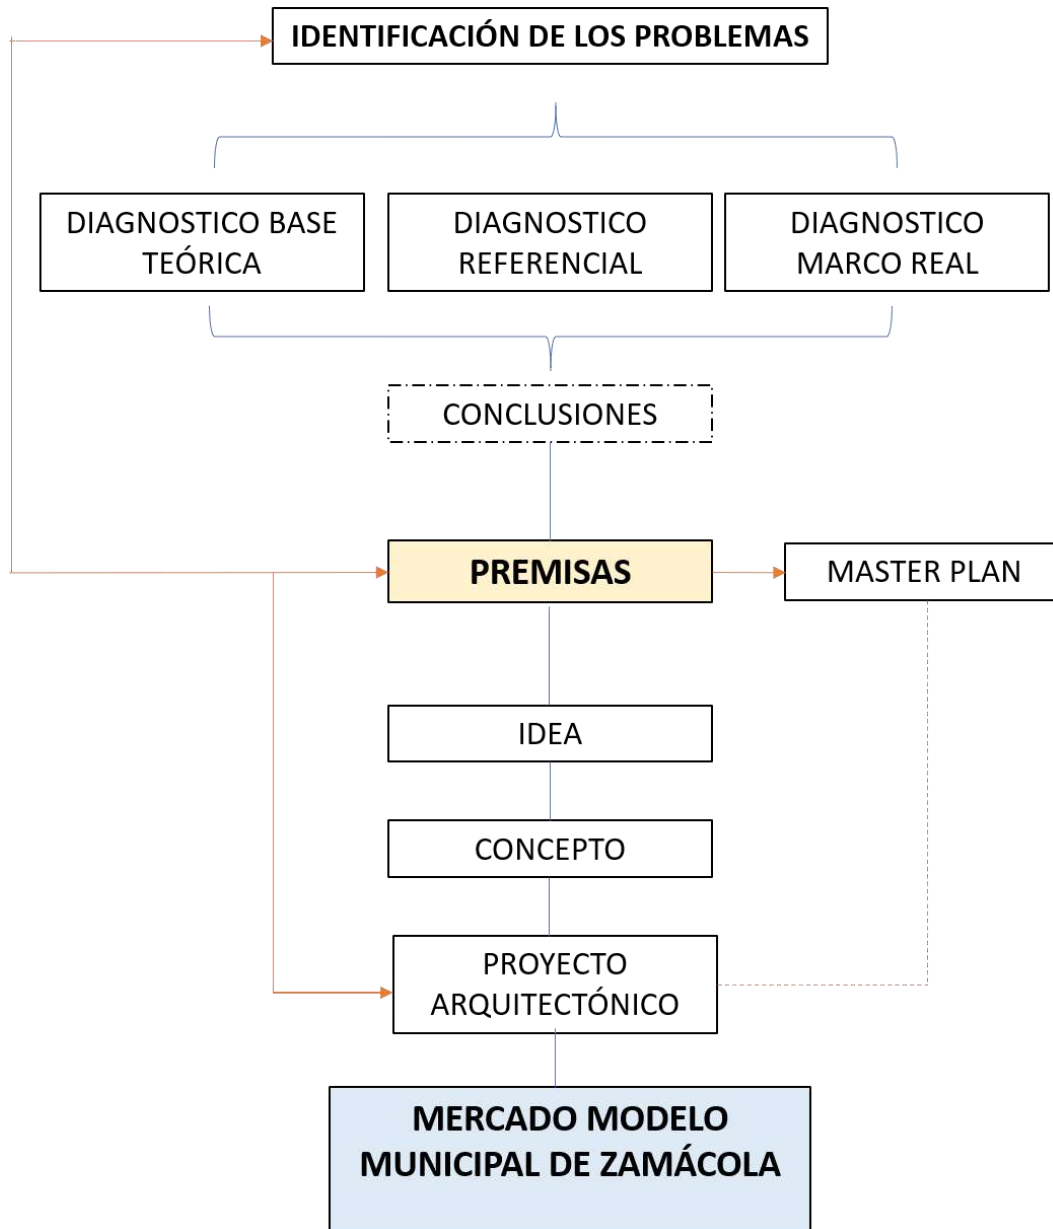 IDENTIFICACIÓN DE LOS PROBLEMAS
DIAGNOSTICO BASE
TEÓRICA
DIAGNOSTICO
REFERENCIAL
DIAGNOSTICO
MARCO REAL
CONCLUSIONES
PREMISAS
MASTER PLAN
IDEA
CONCEPTO
PROYECTO
ARQUITECTÓNICO
MERCADO MODELO
MUNICIPAL DE ZAMÁCOLA